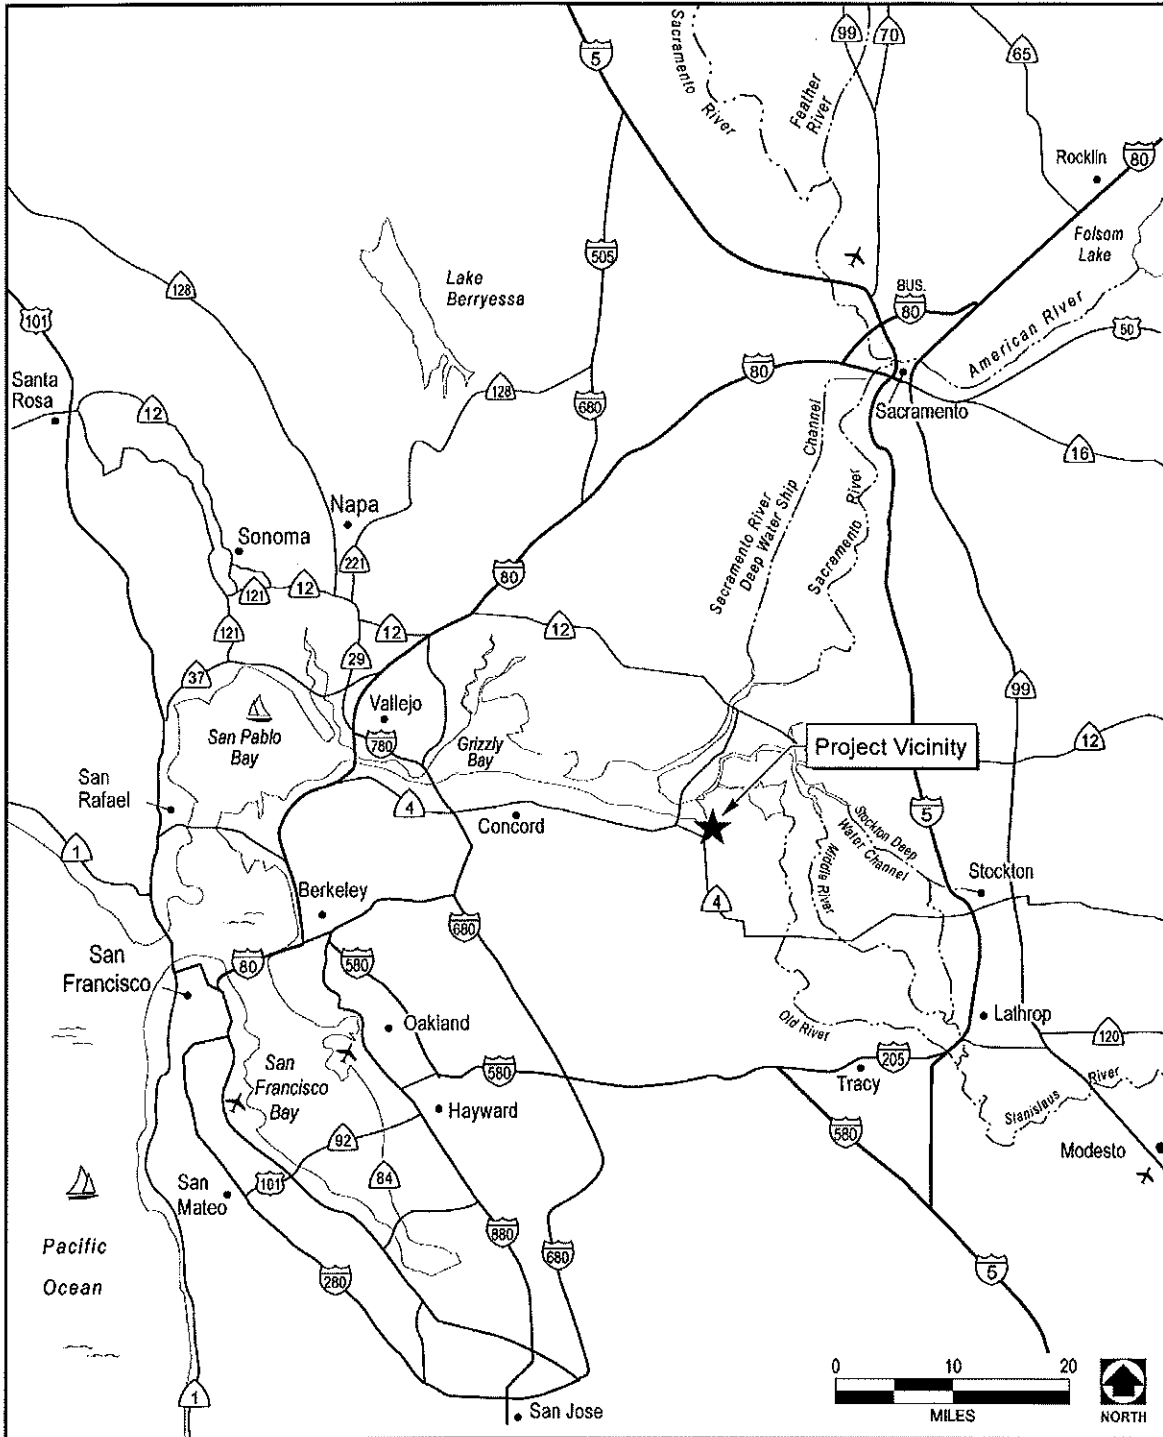 Sacramento
River
5
99
70
65
Feather
River
Rocklin
80
Folsom
Lake
505
Lake
Berryessa
128
101
BUS.
80
50
American River
Santa
Rosa
12
128
680
80
Sacramento
16
Channel
Sacramento River
Deep Water Ship
Sacramento River
Napa
Sonoma
221
80
121
12
121
12
12
29
37
99
Vallejo
San Pablo
Bay
780
Grizzly
Bay
Project Vicinity
12
San
Rafael
4
Concord
5
Stockton Deep
Water Channel
Middle River
1
Stockton
Berkeley
4
680
San
Francisco
80
580
Oakland
Old River
Lathrop
120
205
Tracy
San
Francisco
Bay
580
Hayward
Stanislaus River
92
580
Modesto
84
101
San
Mateo
Pacific
Ocean
880
680
280
5
0 10 20
MILES
NORTH
1
San Jose